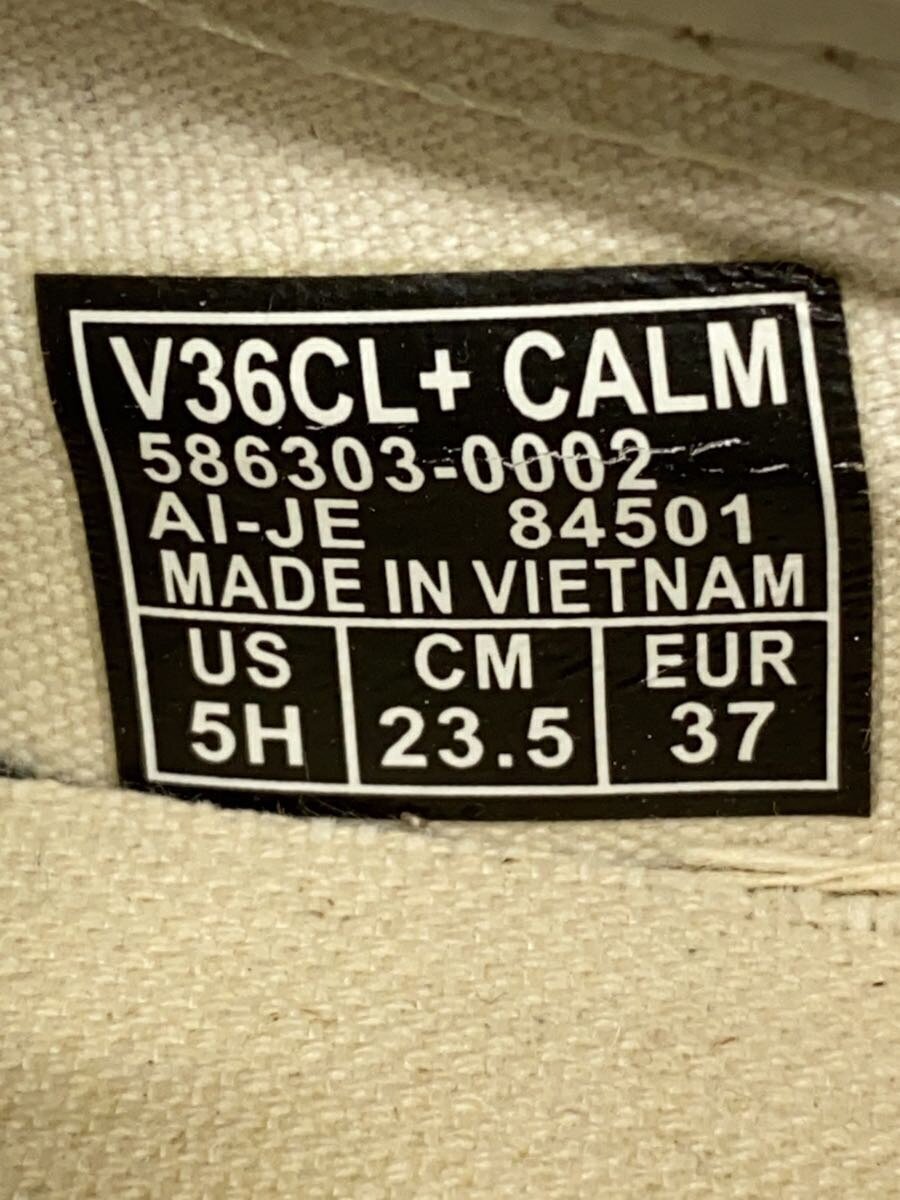 V36CL+ CALM
586303-0002
AI-JE 84501
MADE IN VIETNAM
US CM EUR
5H 23.5 37